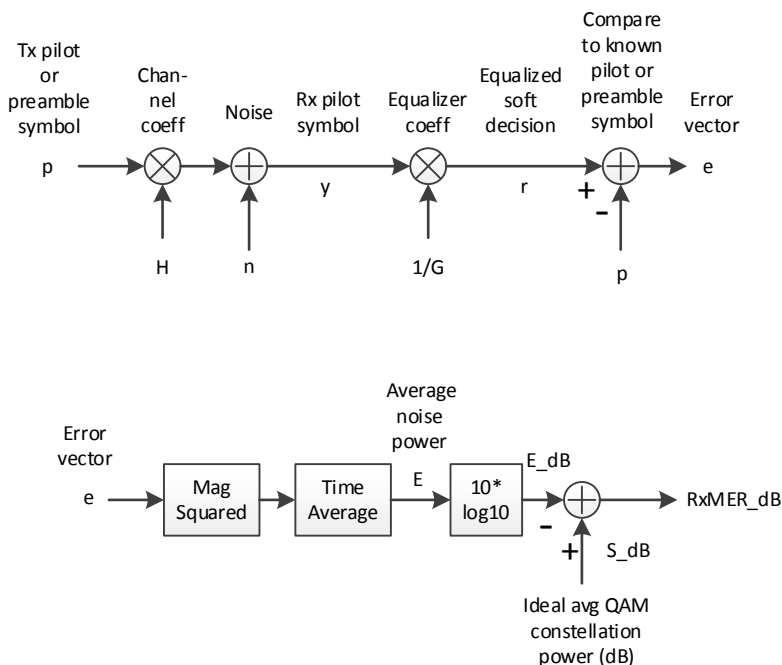 Tx pilot
or
preamble
symbol
Chan-
nel
coeff
Noise
Rx pilot
symbol
Equalizer
coeff
Equalized
soft
decision
Compare
to known
pilot or
preamble
symbol
Error
vector
p
y
r
+
-
e
H
n
1/G
p
Error
vector
e
Mag
Squared
Time
Average
Average
noise
power
E
10*
log10
E_dB
-
+
S_dB
RxMER_dB
Ideal avg QAM
constellation
power (dB)